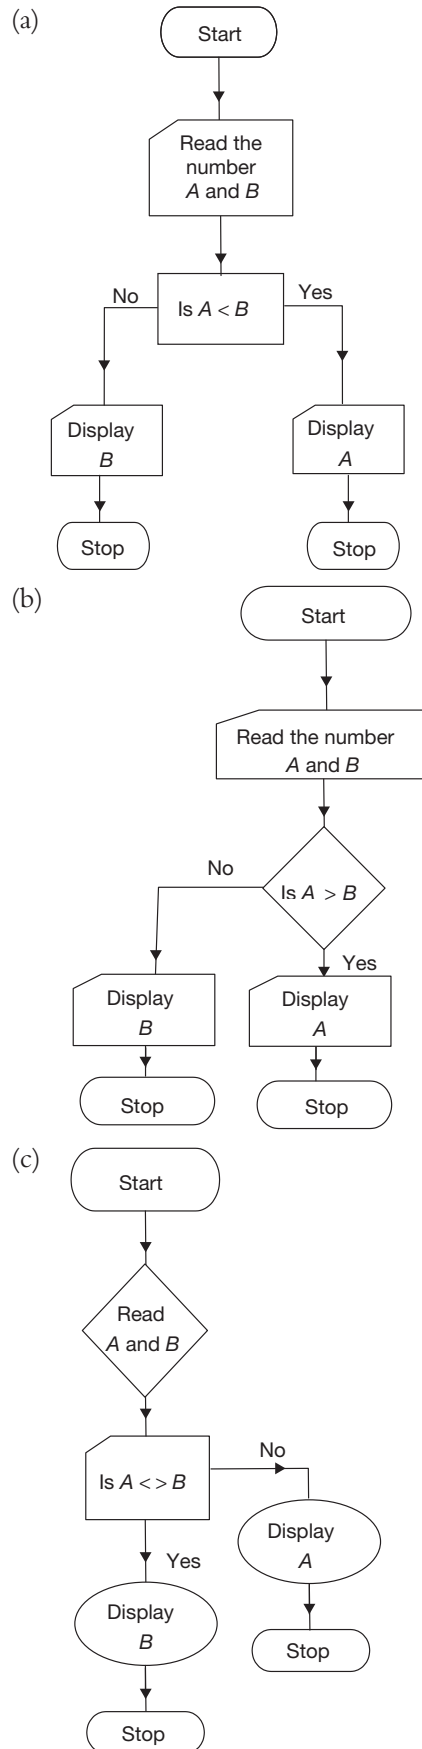 (a)
Start
Read the
number
A and B
Is A < B
No
Yes
Display
B
Display
A
Stop
Stop
(b)
Start
Read the number
A and B
Is A > B
No
Yes
Display
B
Display
A
Stop
Stop
(c)
Start
Read
A and B
Is A < > B
No
Yes
Display
A
Display
B
Stop
Stop